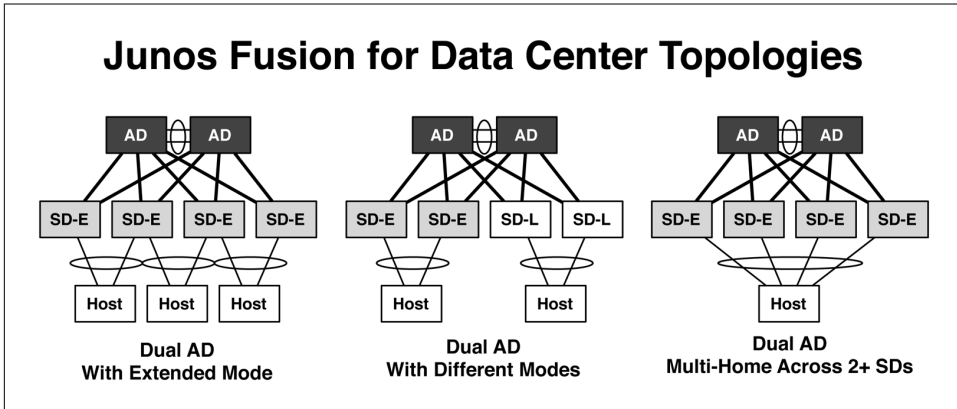 Junos Fusion for Data Center Topologies
AD AD
SD-E SD-E SD-E SD-E
Host Host Host
Dual AD
With Extended Mode
AD AD
SD-E SD-E SD-L SD-L
Host Host
Dual AD
With Different Modes
AD AD
SD-E SD-E SD-E SD-E
Host
Dual AD
Multi-Home Across 2+ SDs